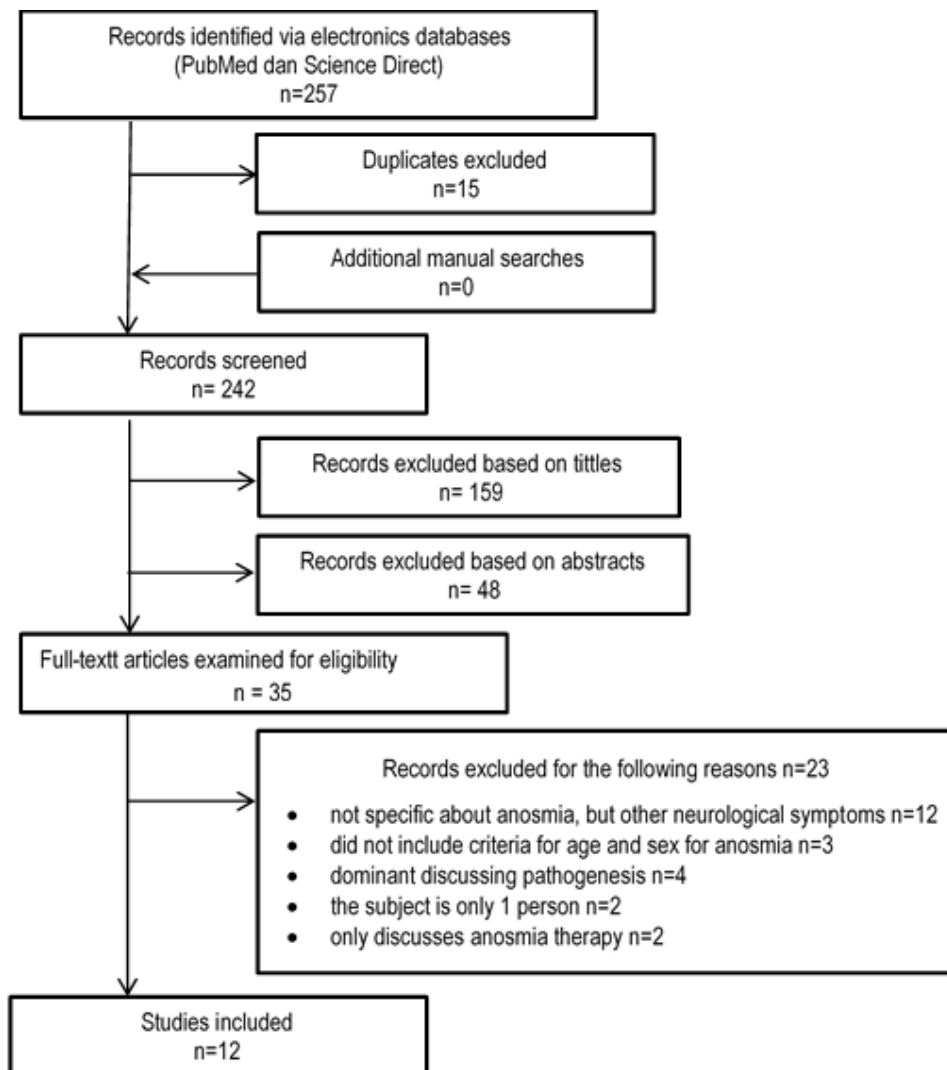 Records identified via electronics databases
(PubMed dan Science Direct)
n=257
Duplicates excluded
n=15
Additional manual searches
n=0
Records screened
n= 242
Records excluded based on tittles
n= 159
Records excluded based on abstracts
n= 48
Full-textt articles examined for eligibility
n = 35
Records excluded for the following reasons n=23
• not specific about anosmia, but other neurological symptoms n=12
• did not include criteria for age and sex for anosmia n=3
• dominant discussing pathogenesis n=4
• the subject is only 1 person n=2
• only discusses anosmia therapy n=2
Studies included
n=12